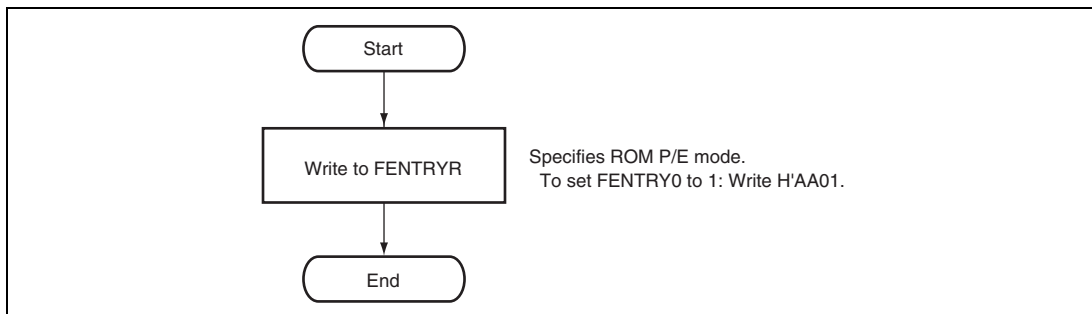 Start
Write to FENTRYR
Specifies ROM P/E mode.
To set FENTRY0 to 1: Write H'AA01.
End